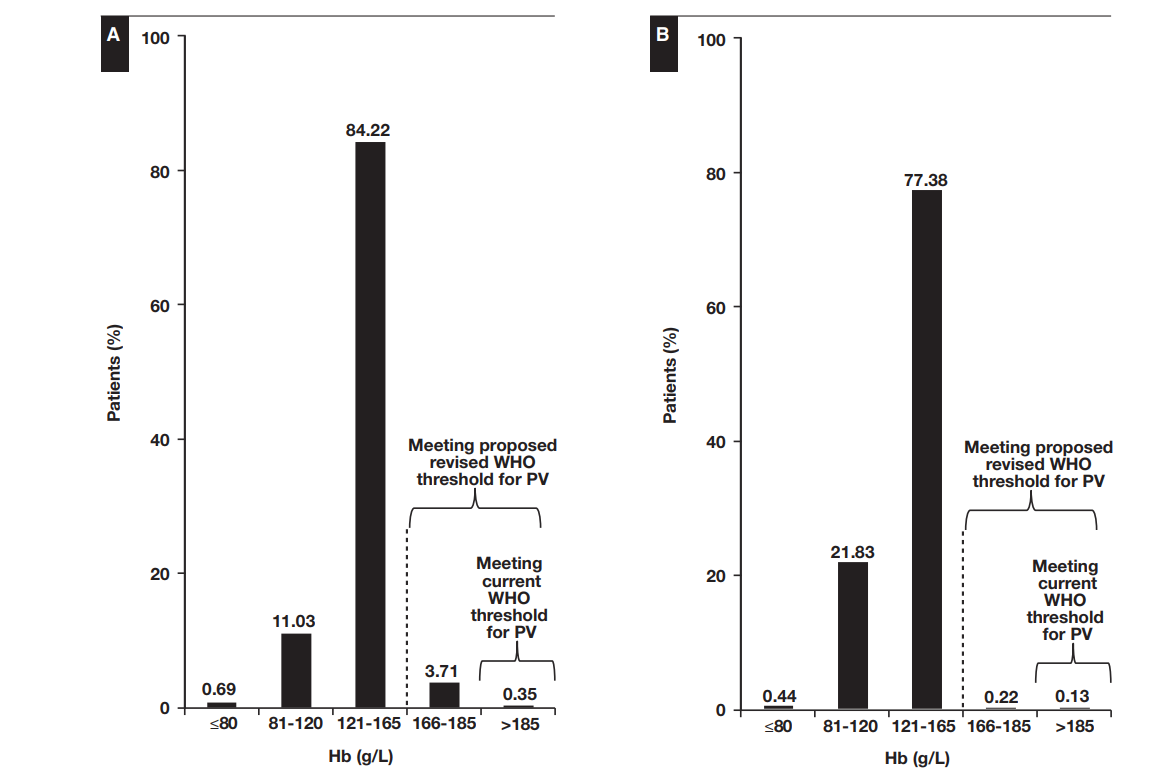 A
100
80
60
40
20
0
Patients (%)
84.22
11.03
0.69
3.71
0.35
Meeting proposed
revised WHO
threshold for PV
Meeting
current
WHO
threshold
for PV
≤80
81-120
121-165
166-185
>185
Hb (g/L)
B
100
80
60
40
20
0
Patients (%)
77.38
21.83
0.44
0.22
0.13
Meeting proposed
revised WHO
threshold for PV
Meeting
current
WHO
threshold
for PV
≤80
81-120
121-165
166-185
>185
Hb (g/L)